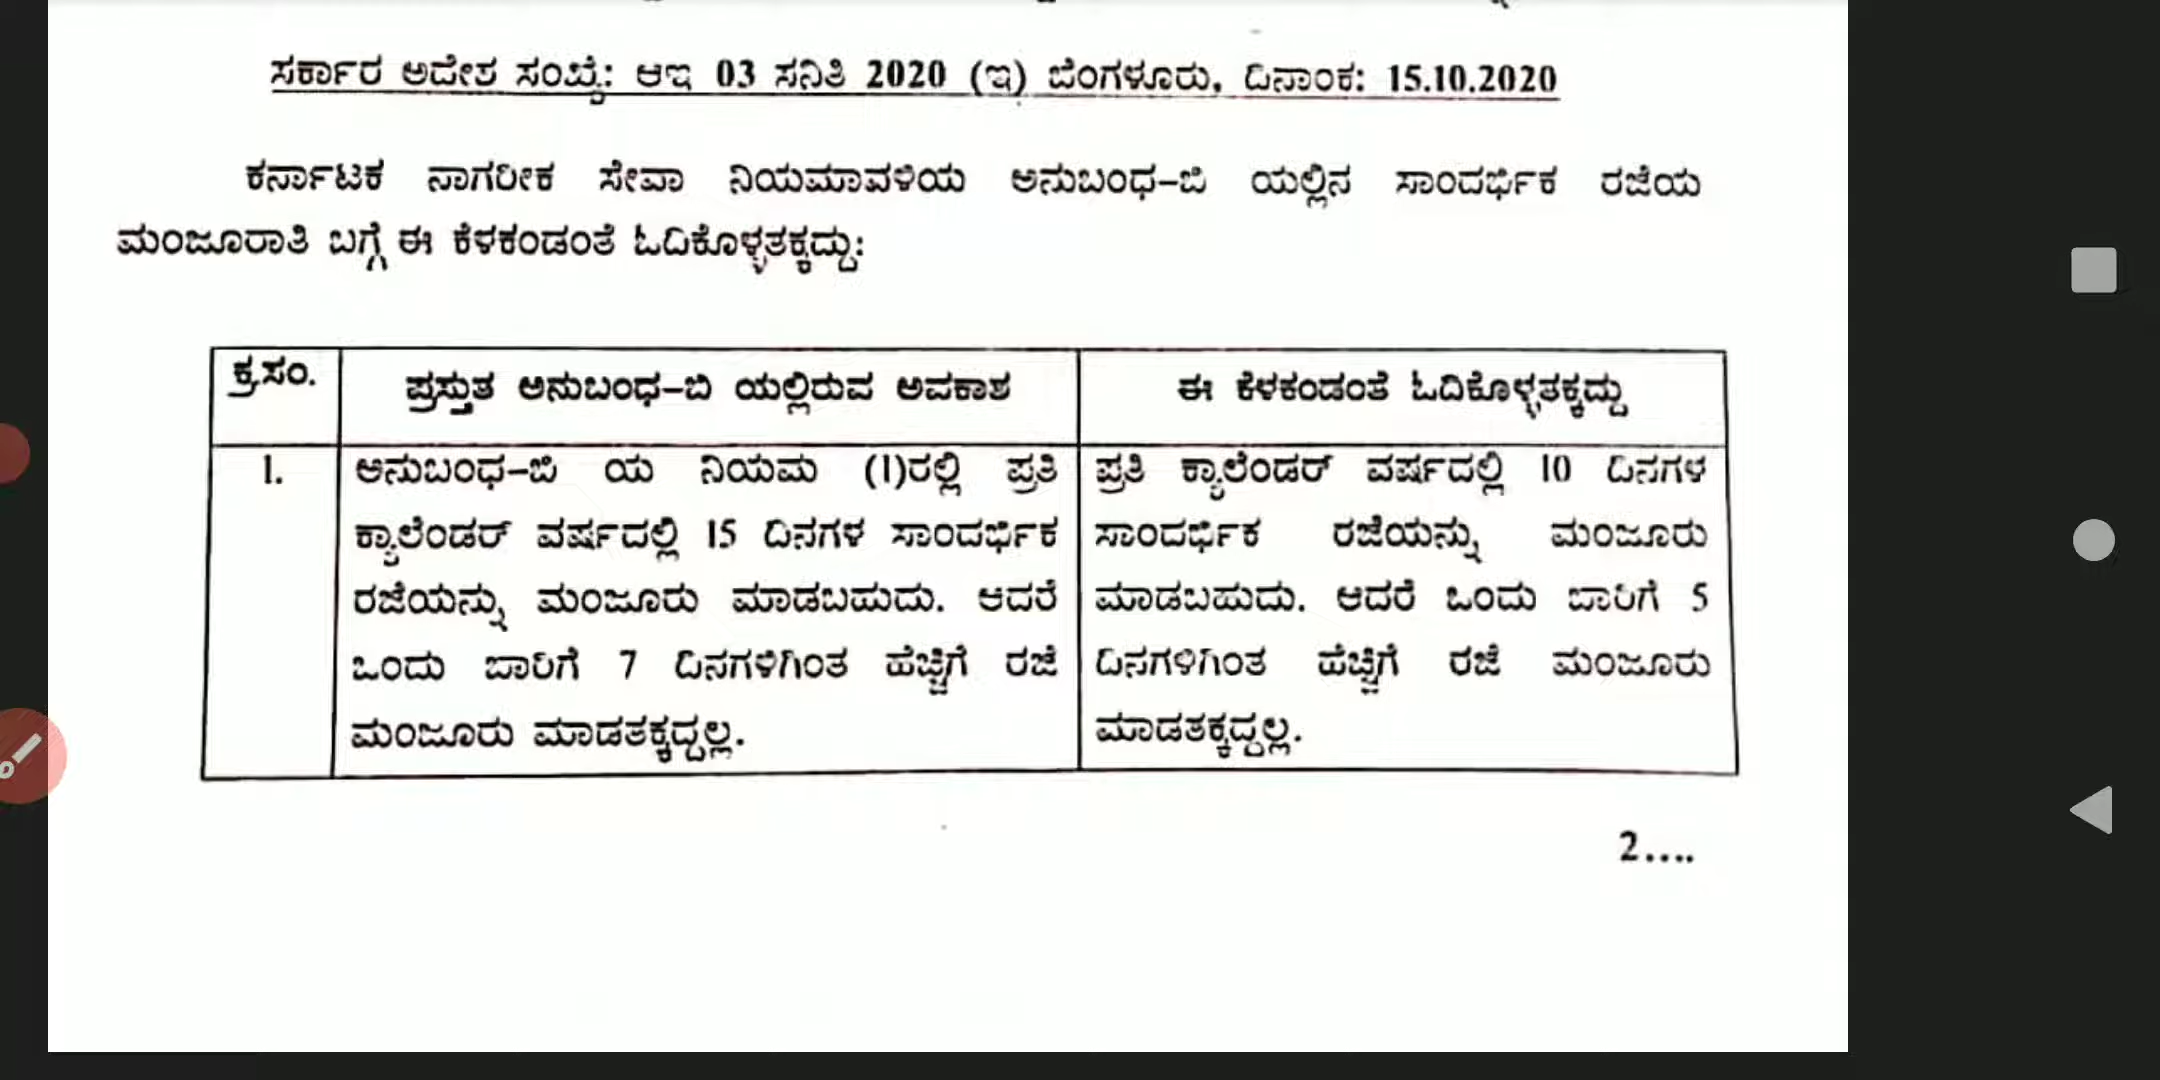 ಸರ್ಕಾರ ಆದೇಶ ಸಂಖ್ಯೆ: ಆಇ 03 ಸನಿತಿ 2020 (ಇ) ಬೆಂಗಳೂರು, ದಿನಾಂಕ: 15.10.2020
ಕರ್ನಾಟಕ ನಾಗರೀಕ ಸೇವಾ ನಿಯಮಾವಳಿಯ ಅನುಬಂಧ-ಬಿ ಯಲ್ಲಿನ ಸಾಂದರ್ಭಿಕ ರಜೆಯ
ಮಂಜೂರಾತಿ ಬಗ್ಗೆ ಈ ಕೆಳಕಂಡಂತೆ ಓದಿಕೊಳ್ಳತಕ್ಕದ್ದು:
ಕ್ರ.ಸಂ.
ಪ್ರಸ್ತುತ ಅನುಬಂಧ-ಬಿ ಯಲ್ಲಿರುವ ಅವಕಾಶ
ಈ ಕೆಳಕಂಡಂತೆ ಓದಿಕೊಳ್ಳತಕ್ಕದ್ದು
1.
ಅನುಬಂಧ-ಬಿ ಯ ನಿಯಮ (1)ರಲ್ಲಿ ಪ್ರತಿ
ಕ್ಯಾಲೆಂಡರ್ ವರ್ಷದಲ್ಲಿ 15 ದಿನಗಳ ಸಾಂದರ್ಭಿಕ
ರಜೆಯನ್ನು ಮಂಜೂರು ಮಾಡಬಹುದು. ಆದರೆ
ಒಂದು ಬಾರಿಗೆ 7 ದಿನಗಳಿಗಿಂತ ಹೆಚ್ಚಿಗೆ ರಜೆ
ಮಂಜೂರು ಮಾಡತಕ್ಕದ್ದಲ್ಲ.
ಪ್ರತಿ ಕ್ಯಾಲೆಂಡರ್ ವರ್ಷದಲ್ಲಿ 10 ದಿನಗಳ
ಸಾಂದರ್ಭಿಕ ರಜೆಯನ್ನು ಮಂಜೂರು
ಮಾಡಬಹುದು. ಆದರೆ ಒಂದು ಬಾರಿಗೆ 5
ದಿನಗಳಿಗಿಂತ ಹೆಚ್ಚಿಗೆ ರಜೆ ಮಂಜೂರು
ಮಾಡತಕ್ಕದ್ದಲ್ಲ.
2....